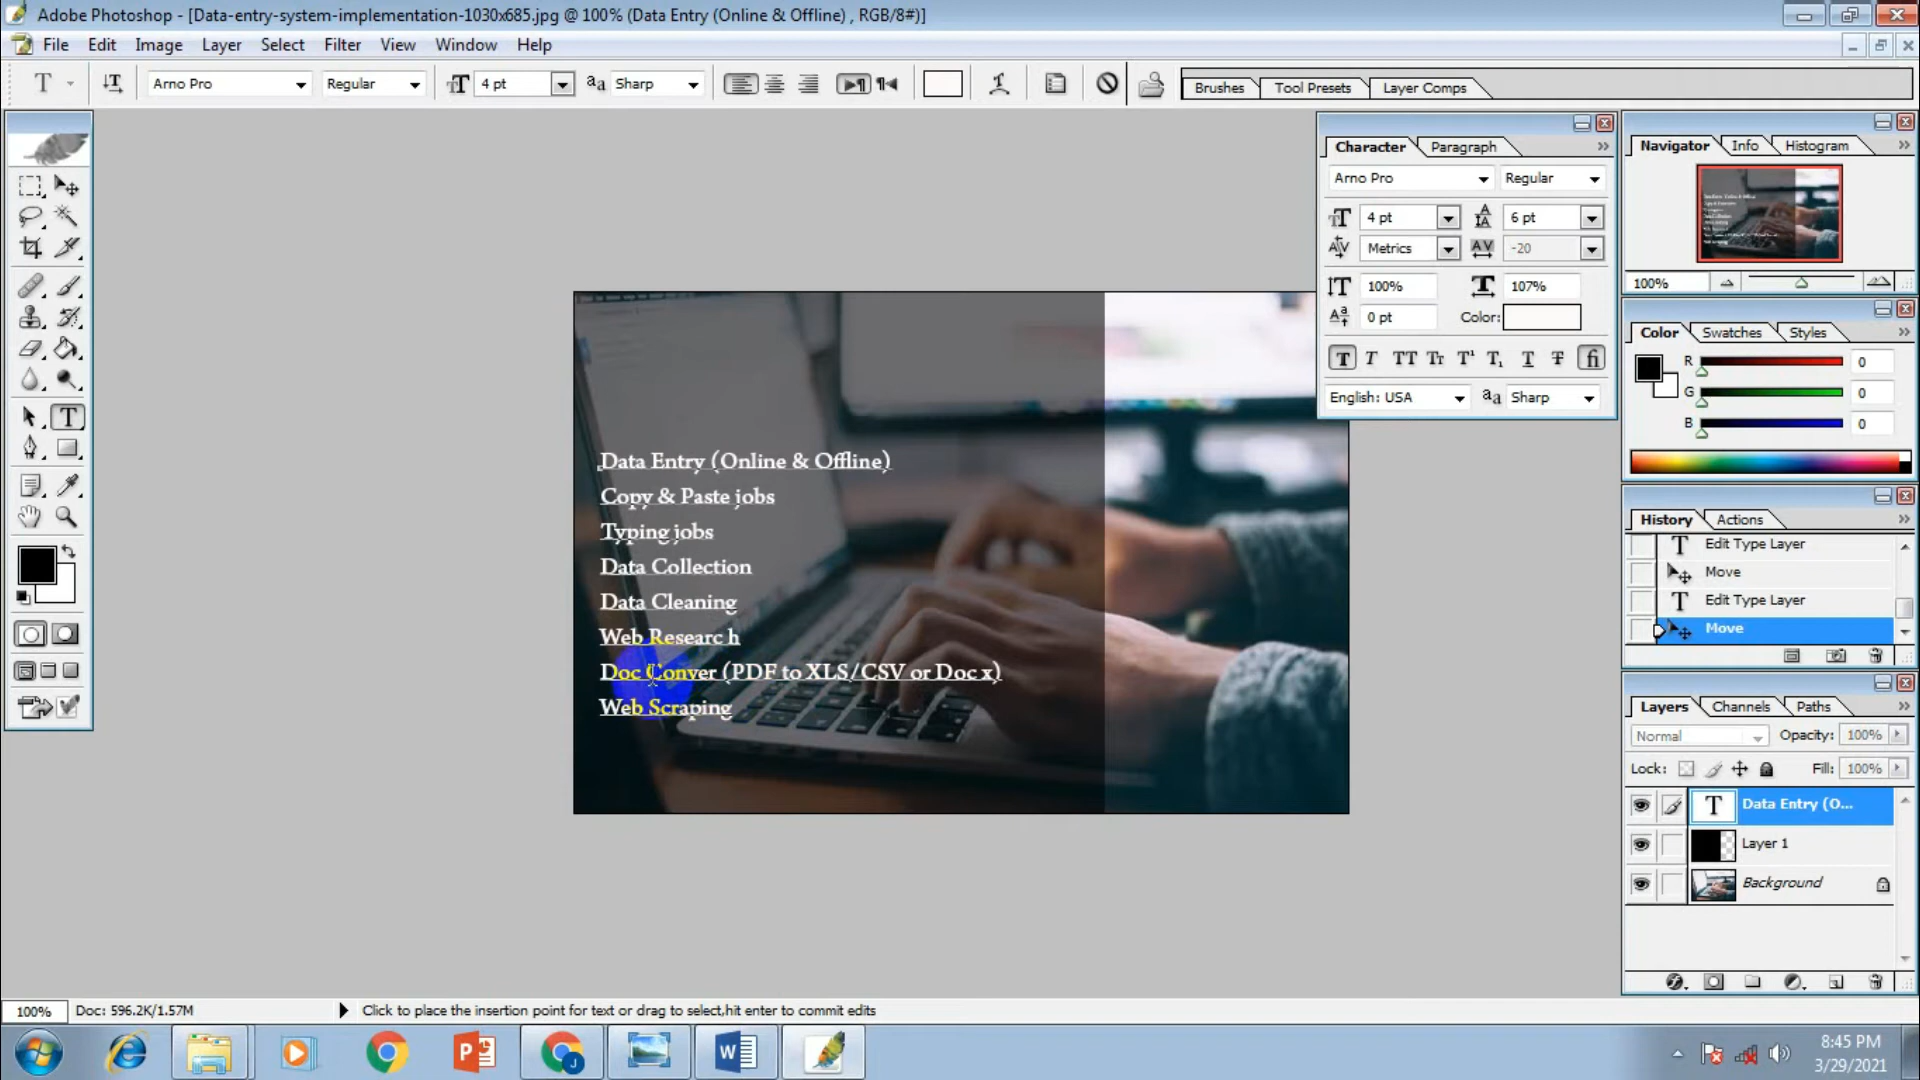 Adobe Photoshop - [Data-entry-system-implementation-1030x685.jpg @ 100% (Data Entry (Online & Offline) , RGB/8#)]
File Edit Image Layer Select Filter View Window Help
T Arno Pro Regular 4 pt aa Sharp Brushes Tool Presets Layer Comps
Character Paragraph
Arno Pro Regular
4 pt 6 pt
Metrics -20
100% 107%
0 pt Color:
T T TT Tr T¹ T₁ T T fi
English: USA aa Sharp
Navigator Info Histogram
100%
Color Swatches Styles
R 0
G 0
B 0
History Actions
Edit Type Layer
Move
Edit Type Layer
Move
Layers Channels Paths
Normal Opacity: 100%
Lock: Fill: 100%
T Data Entry (O...
Layer 1
Background
Data Entry (Online & Offline)
Copy & Paste jobs
Typing jobs
Data Collection
Data Cleaning
Web Researc h
Doc Conver (PDF to XLS/CSV or Doc x)
Web Scraping
100% Doc: 596.2K/1.57M Click to place the insertion point for text or drag to select,hit enter to commit edits
8:45 PM
3/29/2021